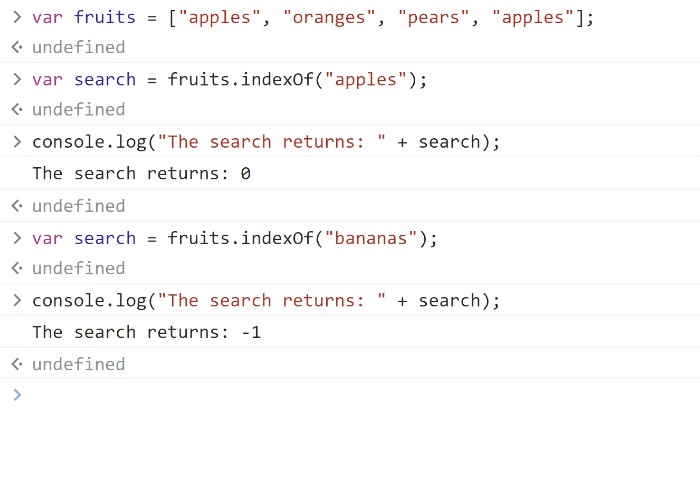 > var fruits = ["apples", "oranges", "pears", "apples"];
<· undefined
> var search = fruits.indexOf("apples");
<· undefined
> console.log("The search returns: " + search);
The search returns: 0
<· undefined
> var search = fruits.indexOf("bananas");
<· undefined
> console.log("The search returns: " + search);
The search returns: -1
<· undefined
>